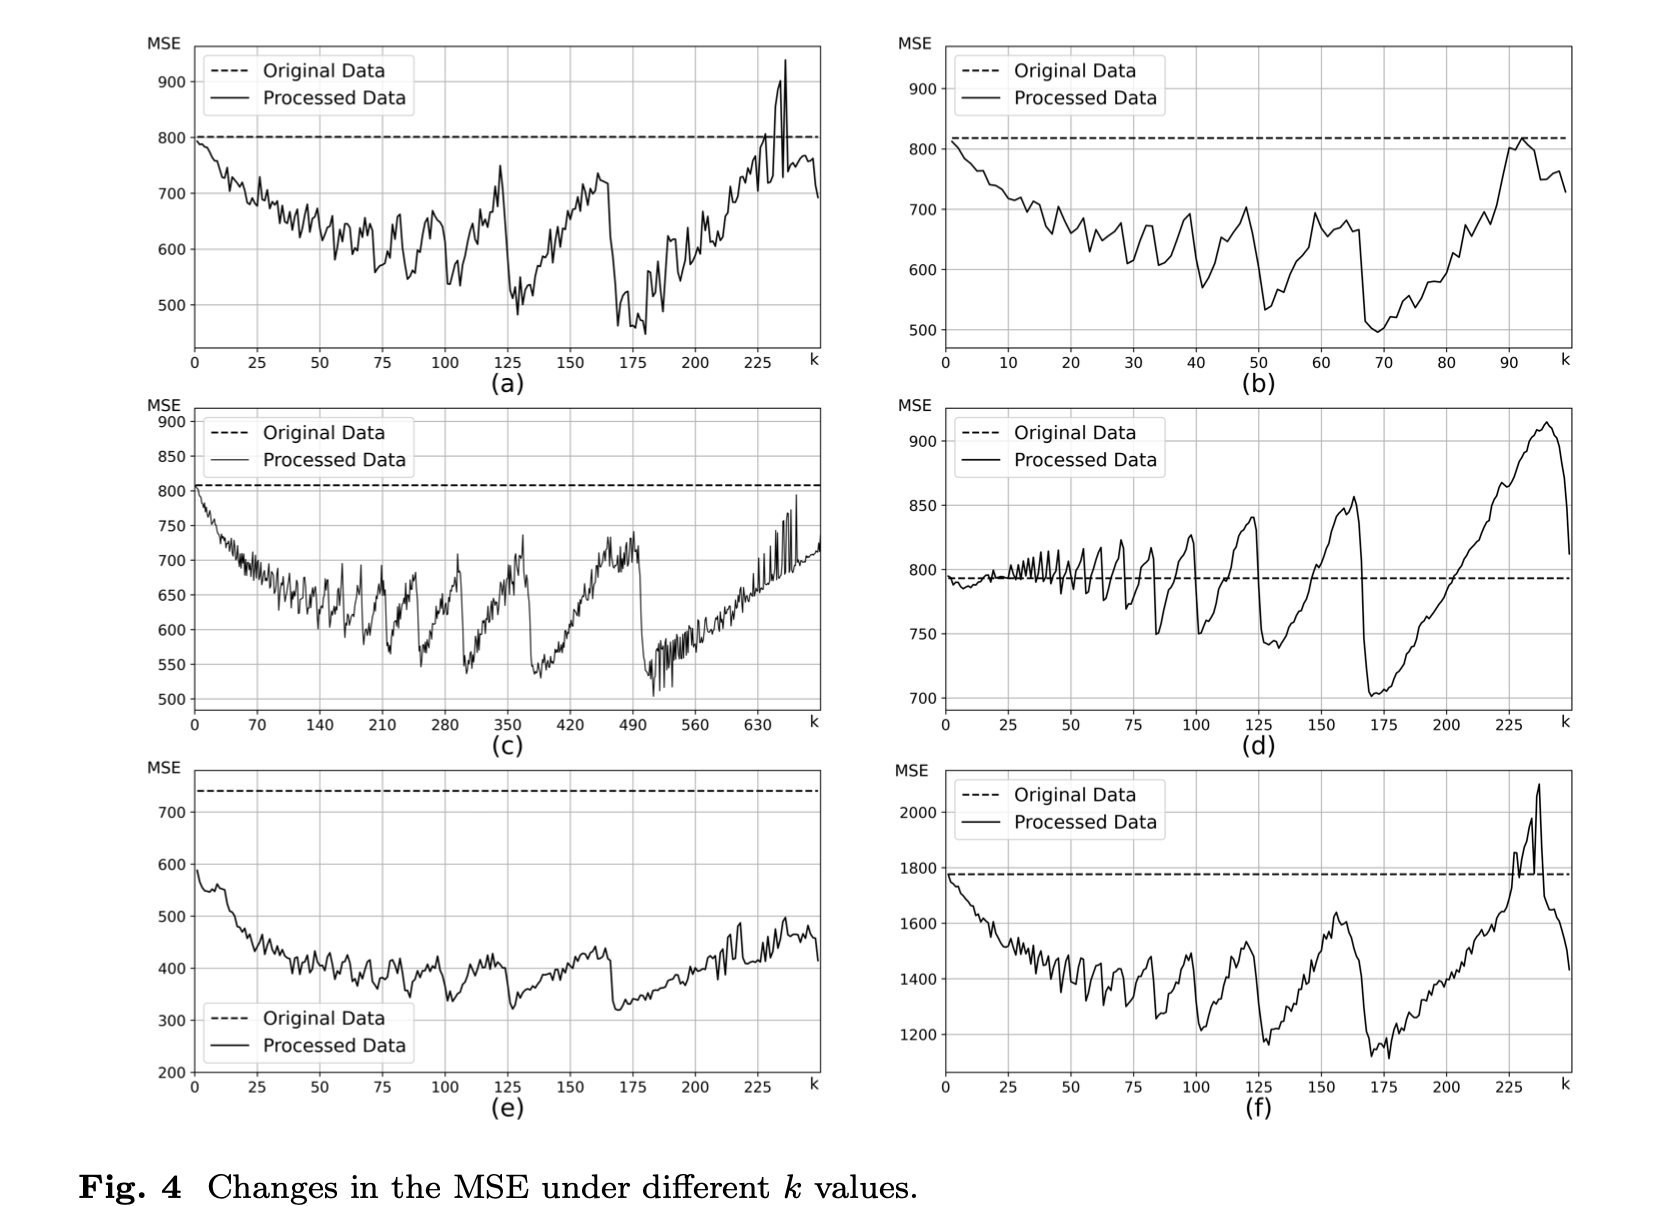 MSE
Original Data
Processed Data
900
800
700
600
500
0 25 50 75 100 125 150 175 200 225 k
(a)
MSE
Original Data
Processed Data
900
800
700
600
500
0 10 20 30 40 50 60 70 80 90 k
(b)
MSE
Original Data
Processed Data
900
850
800
750
700
650
600
550
500
0 70 140 210 280 350 420 490 560 630 k
(c)
MSE
Original Data
Processed Data
900
850
800
750
700
0 25 50 75 100 125 150 175 200 225 k
(d)
MSE
700
600
500
400
300
200
Original Data
Processed Data
0 25 50 75 100 125 150 175 200 225 k
(e)
MSE
Original Data
Processed Data
2000
1800
1600
1400
1200
0 25 50 75 100 125 150 175 200 225 k
(f)
Fig. 4 Changes in the MSE under different k values.